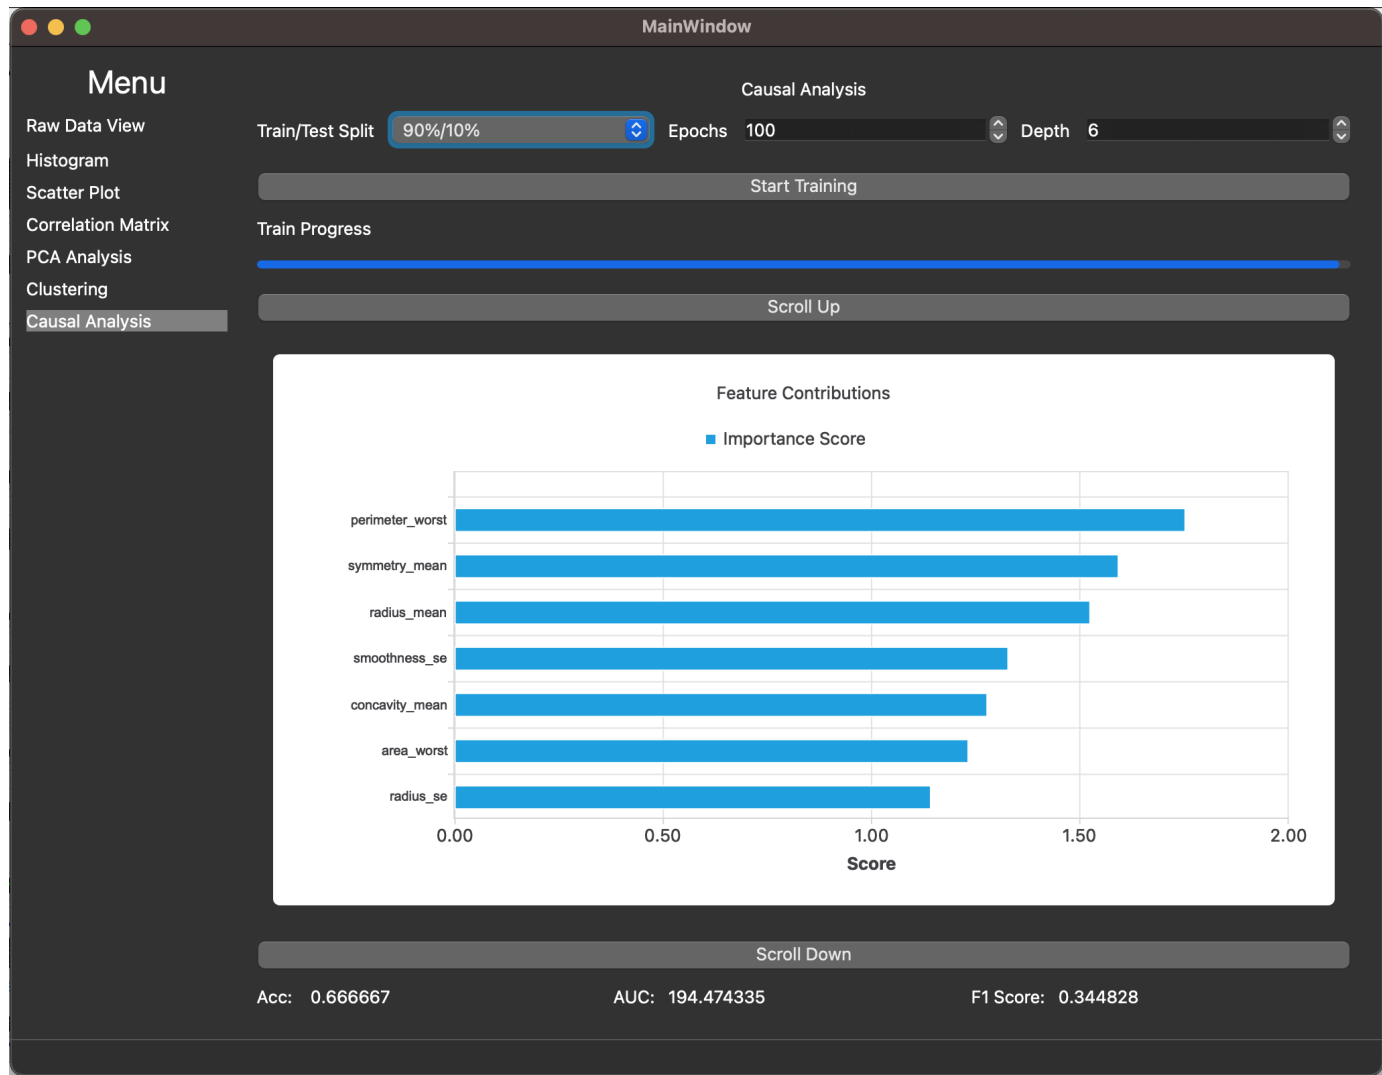 MainWindow
Menu
Raw Data View
Histogram
Scatter Plot
Correlation Matrix
PCA Analysis
Clustering
Causal Analysis
Causal Analysis
Train/Test Split 90%/10% Epochs 100 Depth 6
Start Training
Train Progress
Scroll Up
Feature Contributions
Importance Score
perimeter_worst
symmetry_mean
radius_mean
smoothness_se
concavity_mean
area_worst
radius_se
0.00 0.50 1.00 1.50 2.00
Score
Scroll Down
Acc: 0.666667 AUC: 194.474335 F1 Score: 0.344828